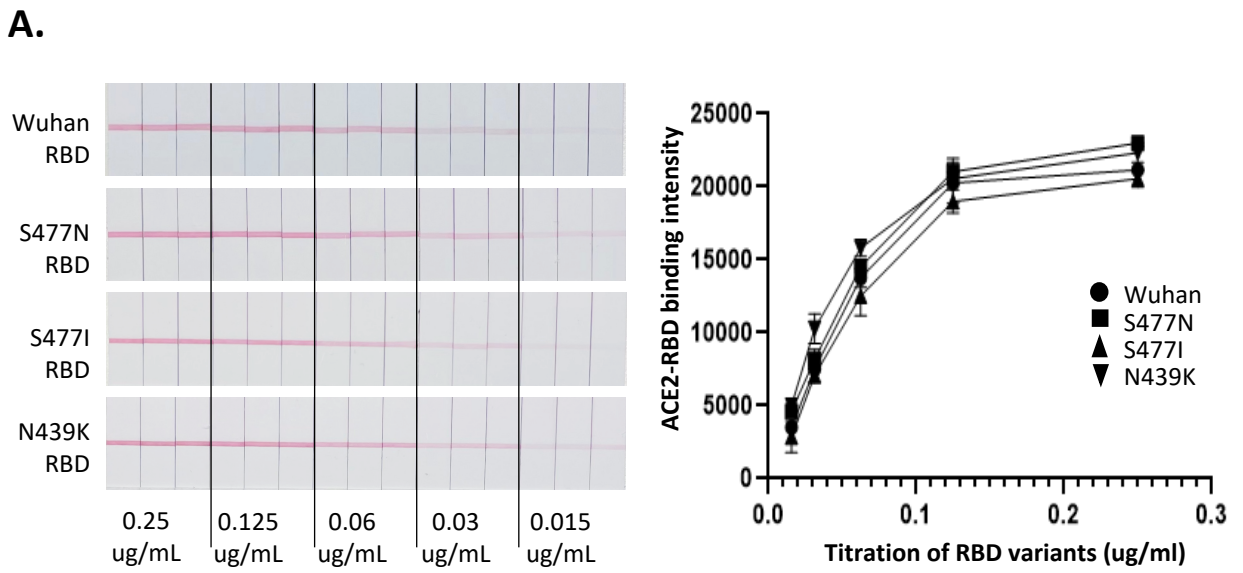 A.
Wuhan
RBD
S477N
RBD
S477I
RBD
N439K
RBD
0.25
ug/mL
0.125
ug/mL
0.06
ug/mL
0.03
ug/mL
0.015
ug/mL
25000
20000
15000
10000
5000
0
ACE2-RBD binding intensity
0.0
0.1
0.2
0.3
Titration of RBD variants (ug/ml)
Wuhan
S477N
S477I
N439K